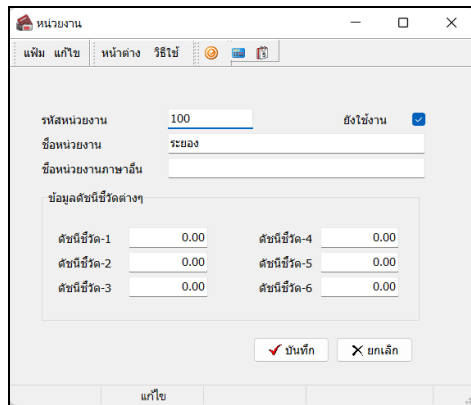 หน่วยงาน
แฟ้ม แก้ไข หน้าต่าง วิธีใช้
รหัสหน่วยงาน 100 ยังใช้งาน
ชื่อหน่วยงาน ระยอง
ชื่อหน่วยงานภาษาอื่น
ข้อมูลดัชนีชี้วัดต่างๆ
ดัชนีชี้วัด-1 0.00 ดัชนีชี้วัด-4 0.00
ดัชนีชี้วัด-2 0.00 ดัชนีชี้วัด-5 0.00
ดัชนีชี้วัด-3 0.00 ดัชนีชี้วัด-6 0.00
บันทึก ยกเลิก
แก้ไข